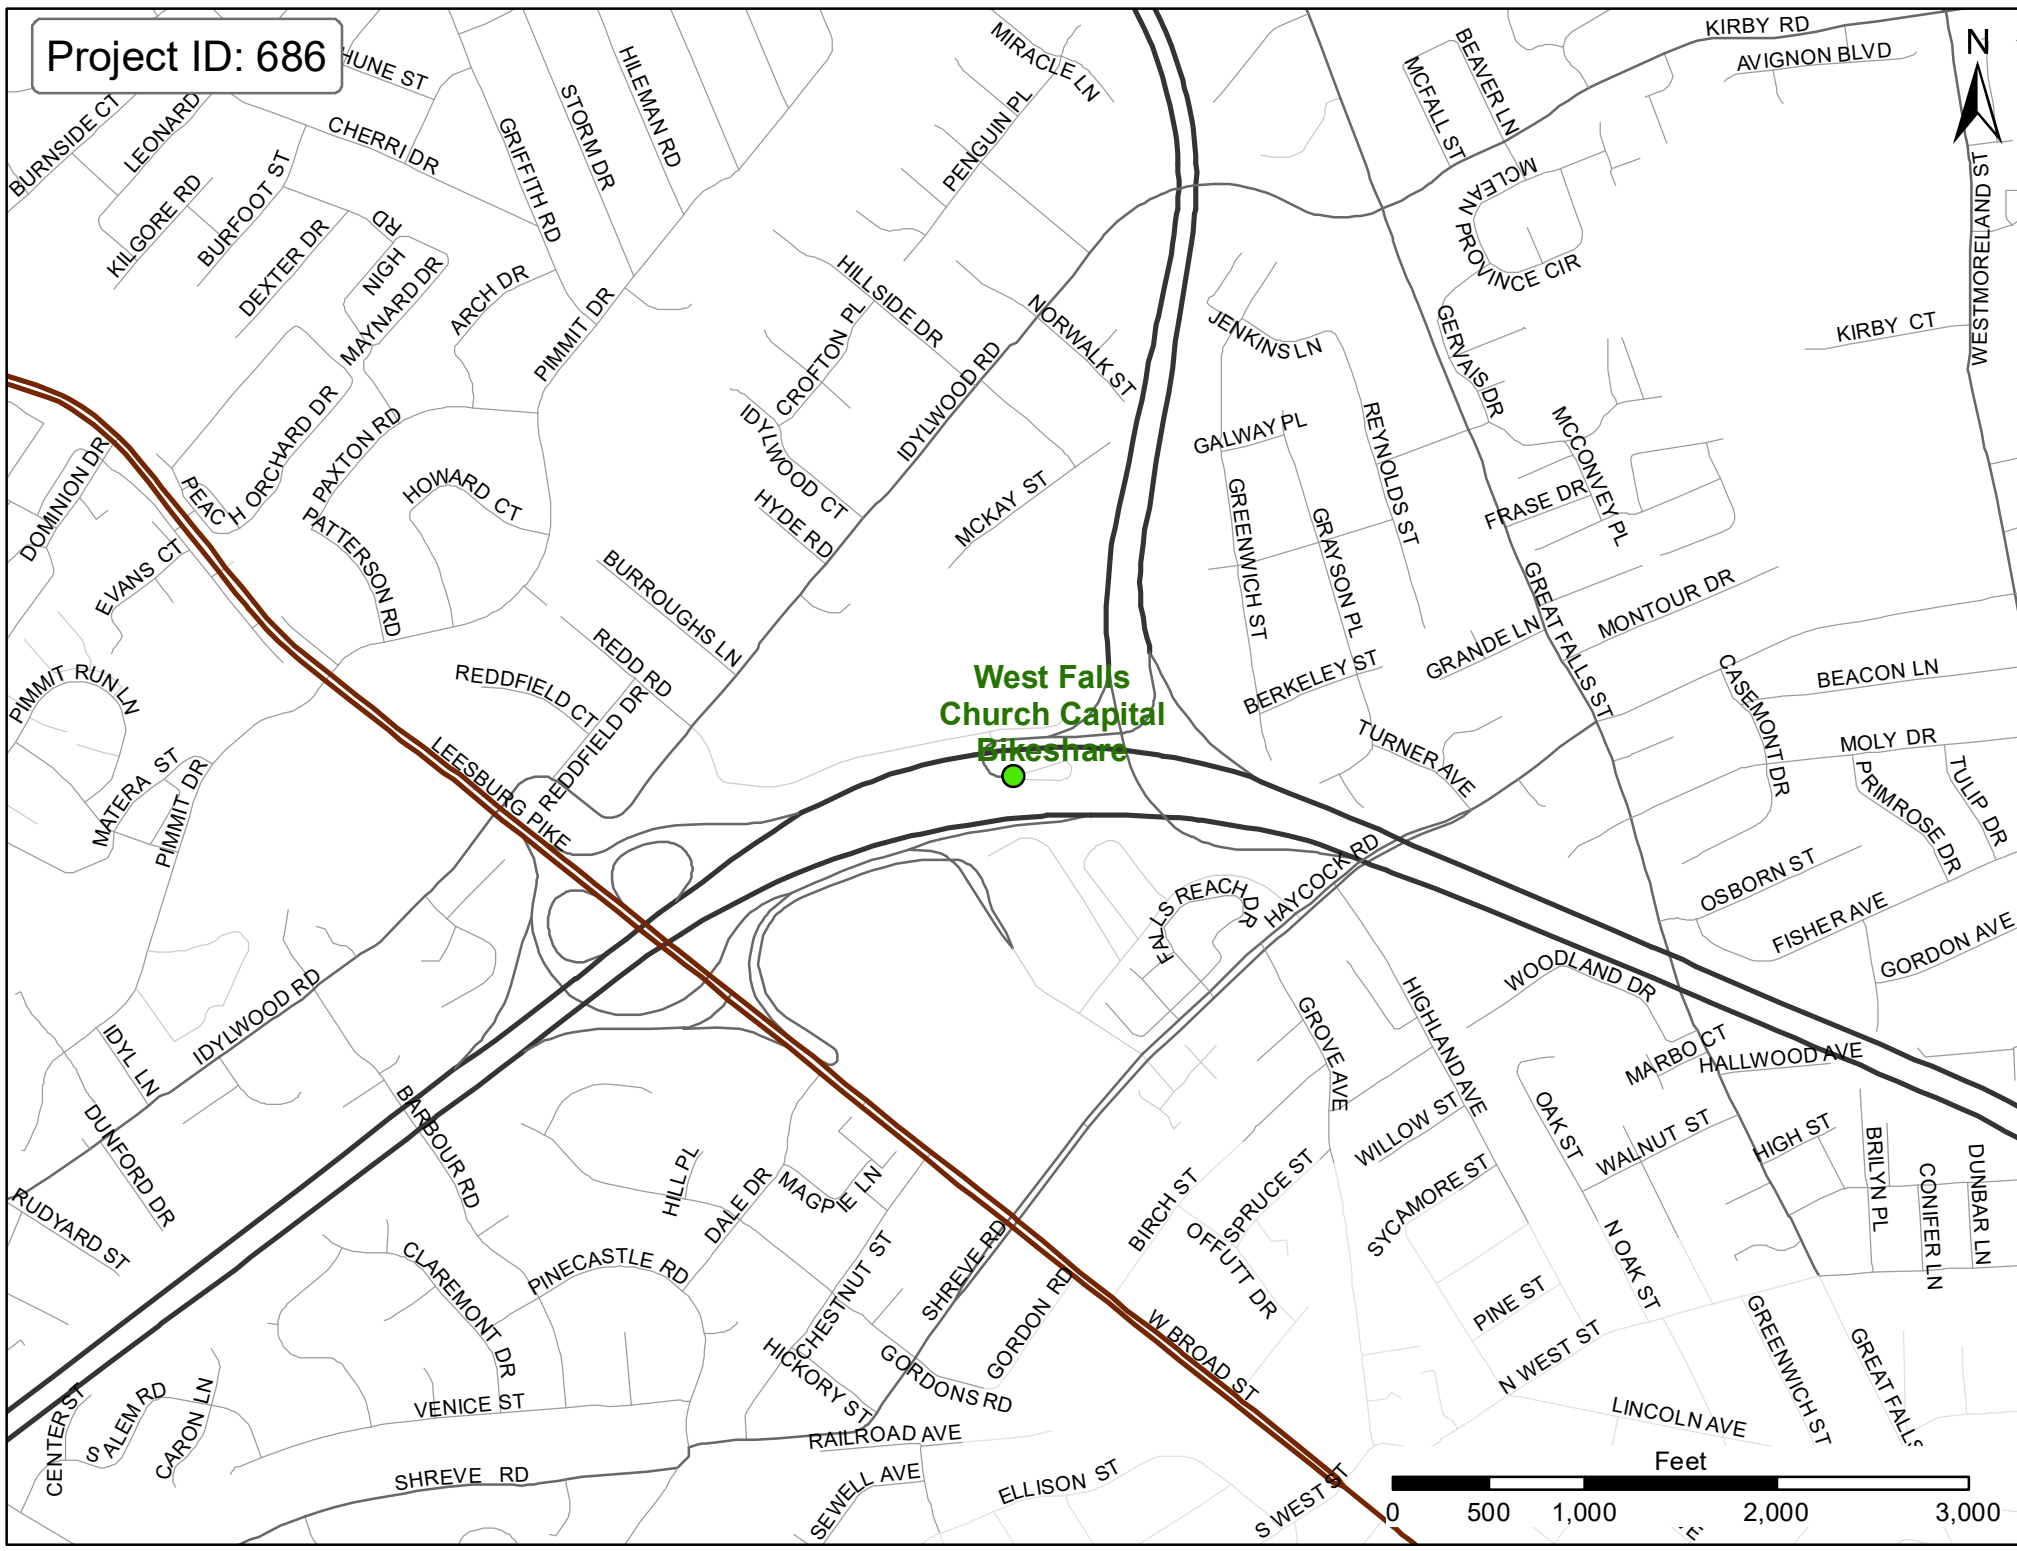 Project ID: 686
HUNE ST
MIRACLE LN
BEAVER LN
KIRBY RD
AVIGNON BLVD
N
BURNSIDE CT
LEONARD
CHERRI DR
GRIFFITH RD
STORM DR
HILEMAN RD
PENGUIN PL
MCFALL ST
MCLEAN PROVINCE CIR
WESTMORELAND ST
KILGORE RD
BURFOOT ST
DEXTER DR
NIGH RD
MAYNARD DR
ARCH DR
PIMMIT DR
HILLSIDE DR
CROFTON PL
NORWALK ST
JENKINS LN
GERVAIS DR
KIRBY CT
IDYLWOOD RD
IDYLWOOD CT
HYDE RD
MCKAY ST
GALWAY PL
REYNOLDS ST
MCCONVEY PL
FRASE DR
DOMINION DR
PEAC
H ORCHARD DR
PAXTON RD
HOWARD CT
PATTERSON RD
EVANS CT
BURROUGHS LN
GREENWICH ST
GRAYSON PL
GREAT FALLS ST
MONTOUR DR
GRANDE LN
BERKELEY ST
CASEMONT DR
BEACON LN
PIMMIT RUN LN
REDD RD
REDDFIELD CT
REDDFIELD DR
West Falls
Church Capital
Bikeshare
TURNER AVE
MOLY DR
PRIMROSE DR
TULIP DR
LEESBURG PIKE
MATERA ST
PIMMIT DR
HAYCOCK RD
FALLS REACH DR
OSBORN ST
FISHER AVE
GORDON AVE
WOODLAND DR
IDYLWOOD RD
IDYL LN
GROVE AVE
HIGHLAND AVE
MARBO CT
HALLWOOD AVE
DUNFORD DR
BARBOUR RD
WILLOW ST
OAK ST
WALNUT ST
HIGH ST
BRILYN PL
CONIFER LN
DUNBAR LN
RUDYARD ST
HILL PL
DALE DR
MAGPIE LN
BIRCH ST
SPRUCE ST
OFFUTT DR
SYCAMORE ST
N OAK ST
CLAREMONT DR
PINECASTLE RD
CHESTNUT ST
SHREVE RD
GORDON RD
W BROAD ST
PINE ST
N WEST ST
GREENWICH ST
GREAT FALLS
HICKORY ST
GORDONS RD
LINCOLN AVE
CENTER ST
SALEM RD
CARON LN
VENICE ST
RAILROAD AVE
SHREVE RD
SEWELL AVE
ELLISON ST
S WEST ST
Feet
0 500 1,000 2,000 3,000